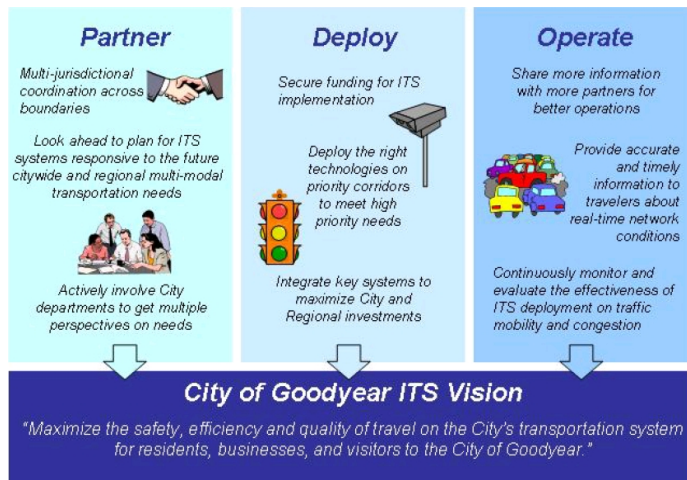 Partner
Multi-jurisdictional
coordination across
boundaries
Look ahead to plan for ITS
systems responsive to the future
citywide and regional multi-modal
transportation needs
Actively involve City
departments to get multiple
perspectives on needs
Deploy
Secure funding for ITS
implementation
Deploy the right
technologies on
priority corridors
to meet high
priority needs
Integrate key systems to
maximize City and
Regional investments
Operate
Share more information
with more partners for
better operations
Provide accurate
and timely
information to
travelers about
real-time network
conditions
Continuously monitor and
evaluate the effectiveness of
ITS deployment on traffic
mobility and congestion
City of Goodyear ITS Vision
“Maximize the safety, efficiency and quality of travel on the City’s transportation system
for residents, businesses, and visitors to the City of Goodyear.”